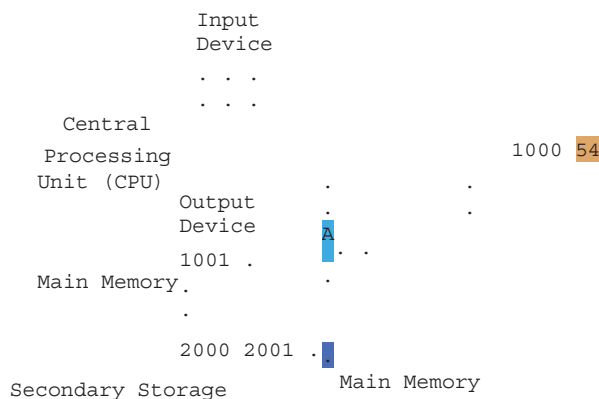 Input
Device
. . .
. . .
Central
1000 54
Processing
Unit (CPU) . .
Output
. .
Device
A
. .
1001 .
Main Memory . .
.
2000 2001 . .
Main Memory
Secondary Storage